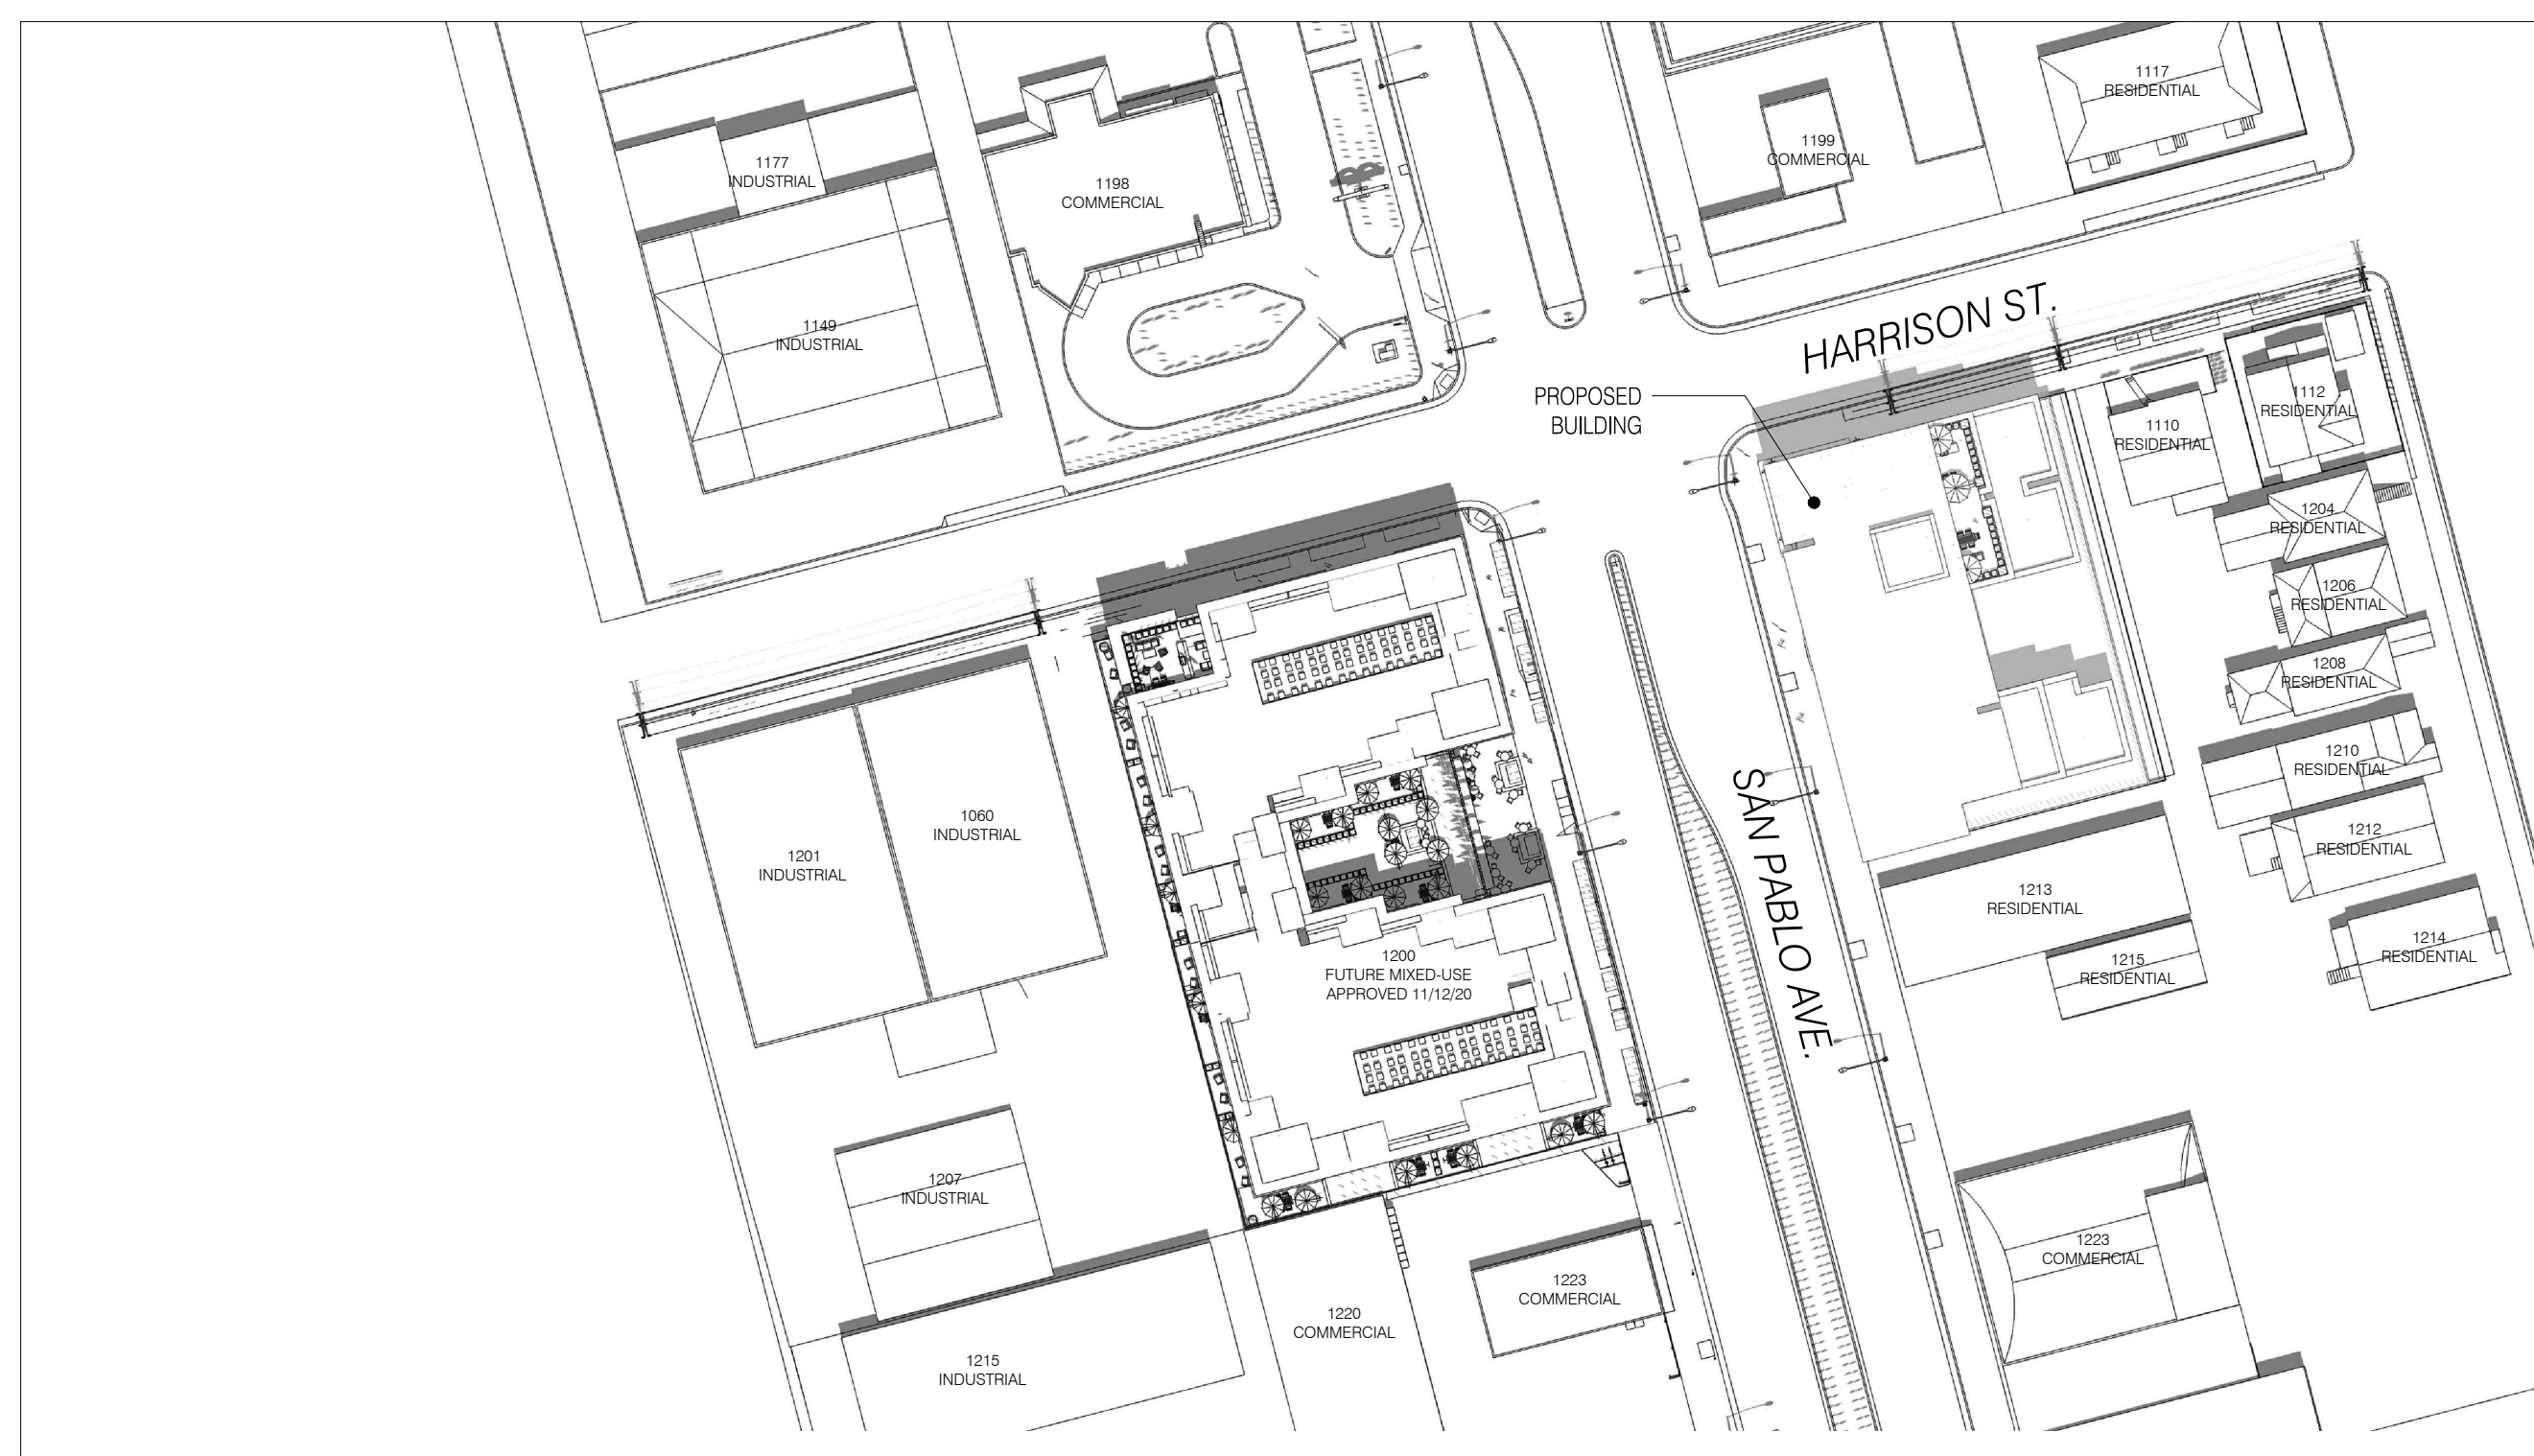 1117
RESIDENTIAL
1199
COMMERCIAL
1177
INDUSTRIAL
1198
COMMERCIAL
1149
INDUSTRIAL
HARRISON ST.
PROPOSED
BUILDING
1112
RESIDENTIAL
1110
RESIDENTIAL
1204
RESIDENTIAL
1206
RESIDENTIAL
1208
RESIDENTIAL
1210
RESIDENTIAL
SAN PABLO AVE.
1060
INDUSTRIAL
1201
INDUSTRIAL
1212
RESIDENTIAL
1213
RESIDENTIAL
1214
RESIDENTIAL
1215
RESIDENTIAL
1200
FUTURE MIXED-USE
APPROVED 11/12/20
1207
INDUSTRIAL
1223
COMMERCIAL
1223
COMMERCIAL
1220
COMMERCIAL
1215
INDUSTRIAL